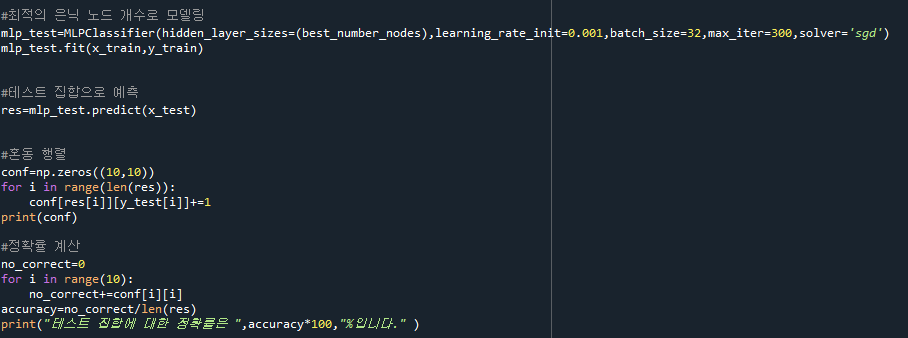 #최적의 은닉 노드 개수로 모델링
mlp_test=MLPClassifier(hidden_layer_sizes=(best_number_nodes),learning_rate_init=0.001,batch_size=32,max_iter=300,solver='sgd')
mlp_test.fit(x_train,y_train)
#테스트 집합으로 예측
res=mlp_test.predict(x_test)
#혼동 행렬
conf=np.zeros((10,10))
for i in range(len(res)):
    conf[res[i]][y_test[i]]+=1
print(conf)
#정확률 계산
no_correct=0
for i in range(10):
    no_correct+=conf[i][i]
accuracy=no_correct/len(res)
print("테스트 집합에 대한 정확률은 ",accuracy*100,"%입니다." )